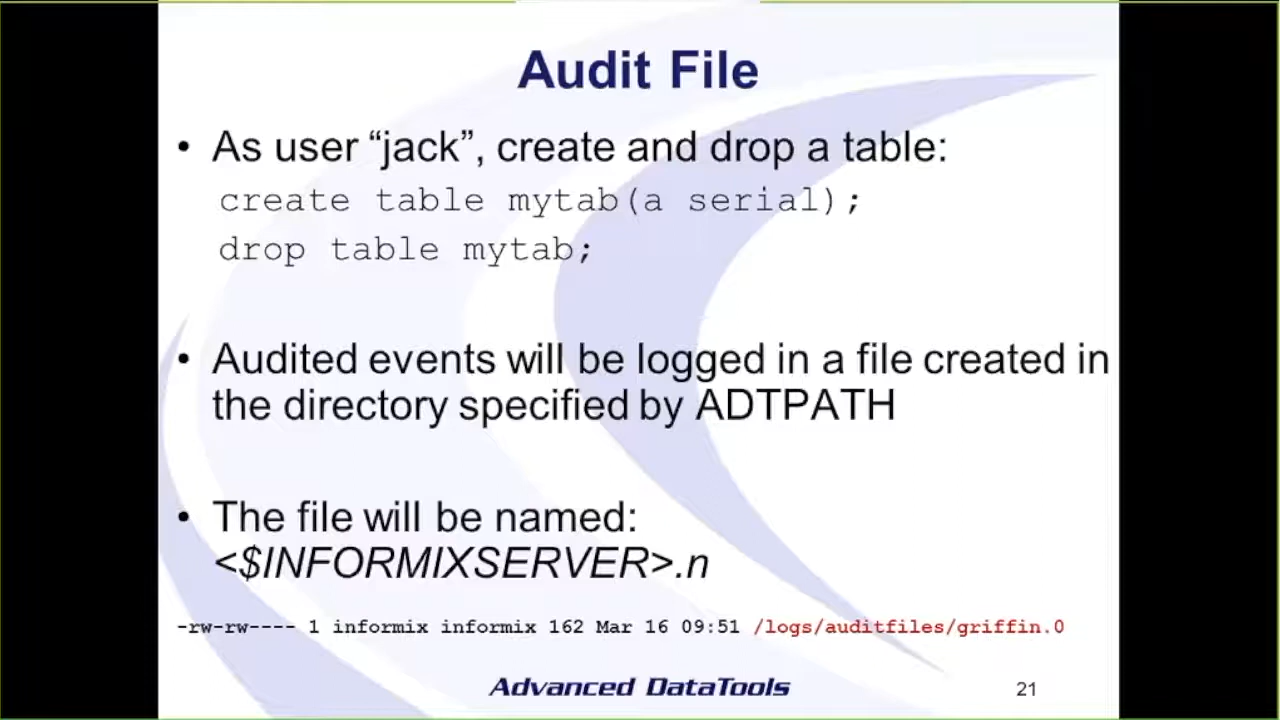 Audit File
• As user “jack”, create and drop a table:
create table mytab(a serial);
drop table mytab;
• Audited events will be logged in a file created in
the directory specified by ADTPATH
• The file will be named:
<$INFORMIXSERVER>.n
-rw-rw---- 1 informix informix 162 Mar 16 09:51 /logs/auditfiles/griffin.0
Advanced DataTools
21